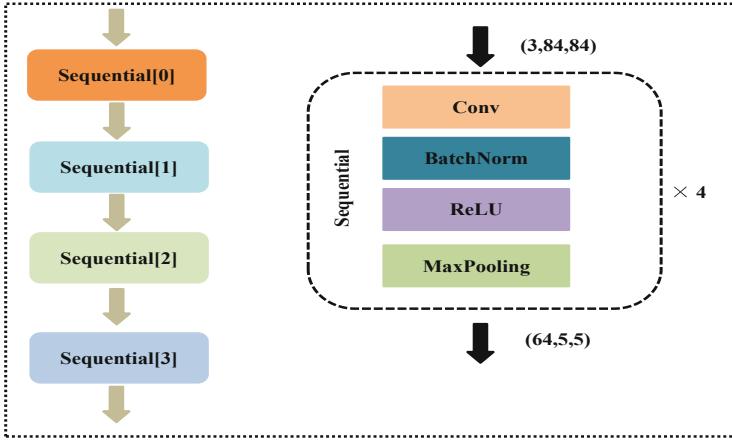 Sequential[0]
Sequential[1]
Sequential[2]
Sequential[3]
(3,84,84)
Sequential
Conv
BatchNorm
ReLU
MaxPooling
× 4
(64,5,5)